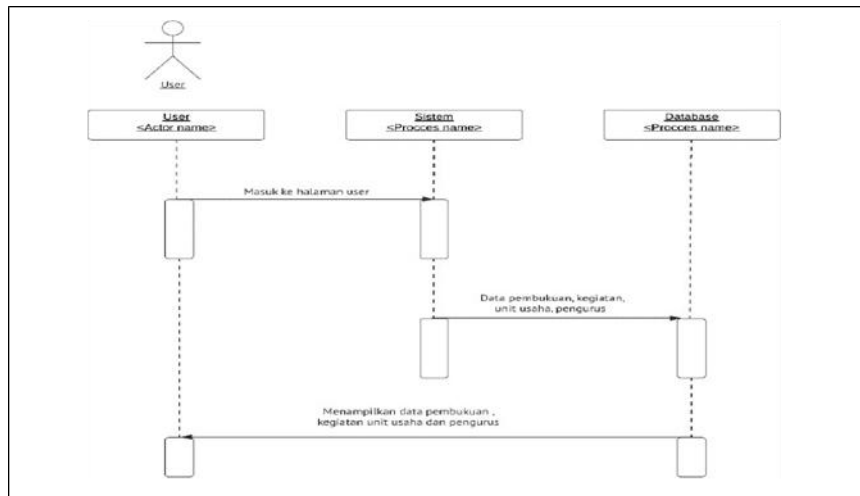 User
User
<Actor name>
Sistem
<Procces name>
Database
<Procces name>
Masuk ke halaman user
Data pembukuan, kegiatan,
unit usaha, pengurus
Menampilkan data pembukuan ,
kegiatan unit usaha dan pengurus